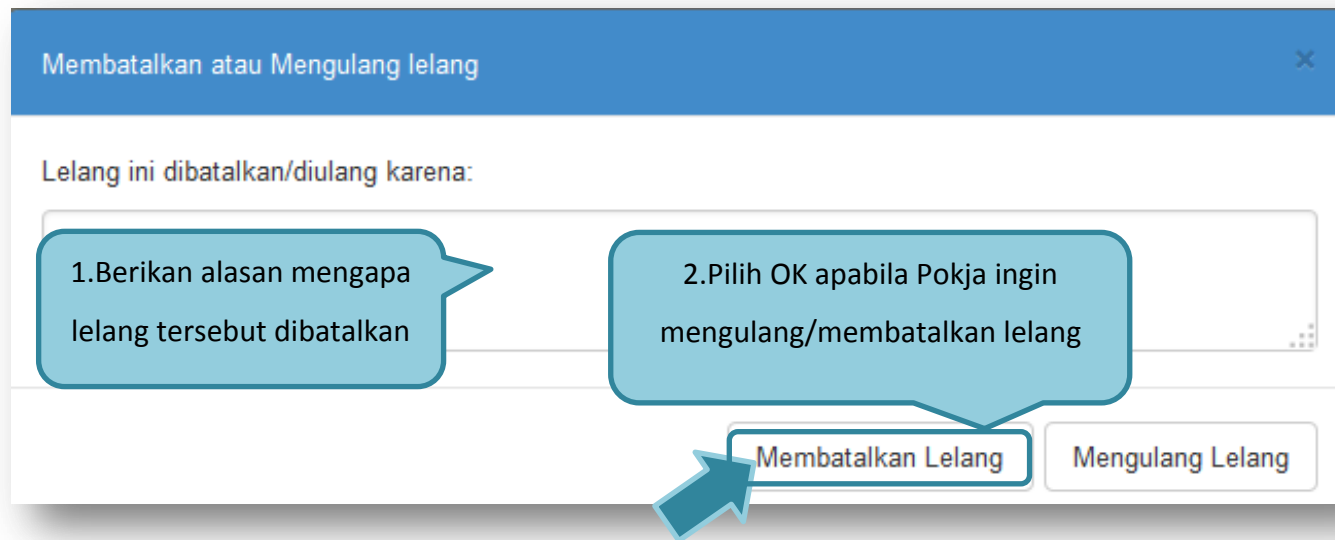 Membatalkan atau Mengulang lelang ×
Lelang ini dibatalkan/diulang karena:
1.Berikan alasan mengapa
lelang tersebut dibatalkan
2.Pilih OK apabila Pokja ingin
mengulang/membatalkan lelang
Membatalkan Lelang
Mengulang Lelang